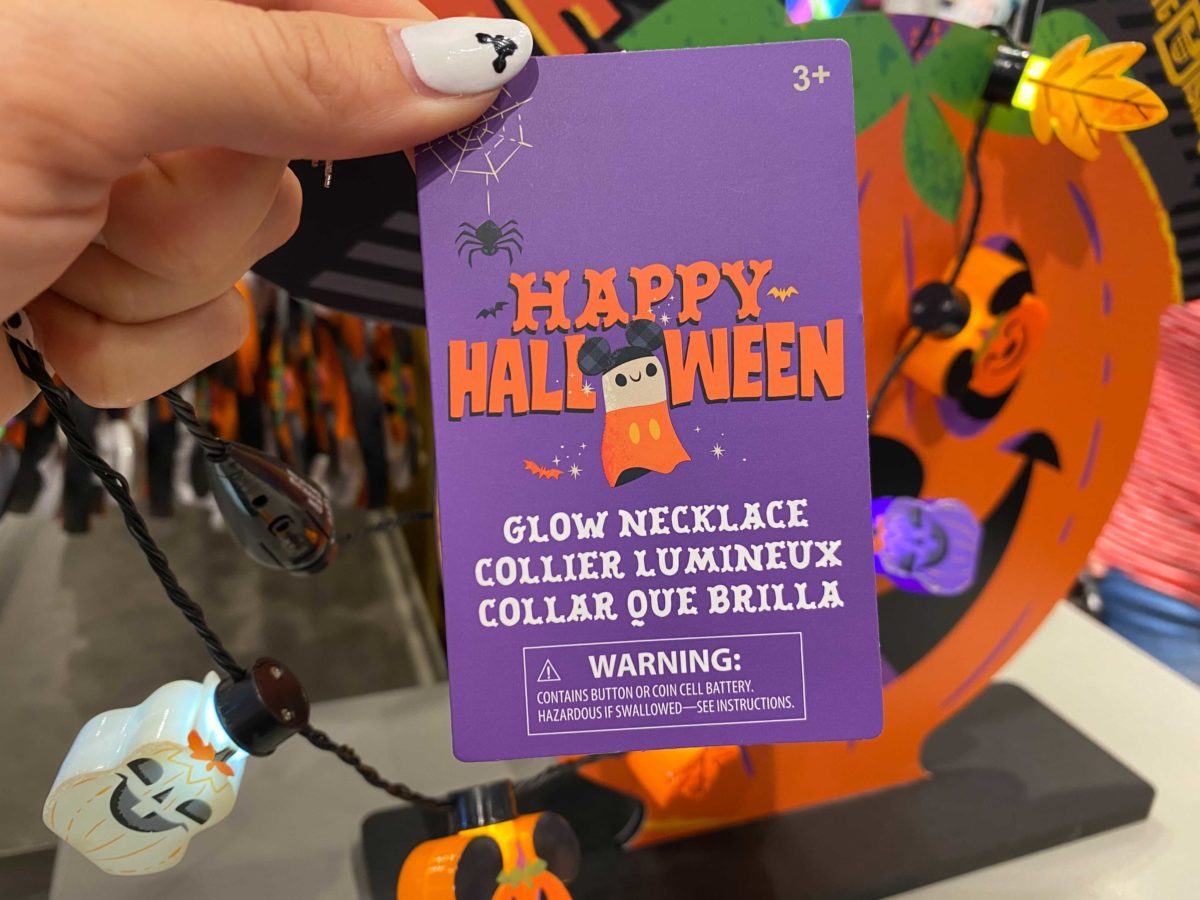 3+
HAPPY
HALLOWEEN
GLOW NECKLACE
COLLIER LUMINEUX
COLLAR QUE BRILLA
WARNING:
CONTAINS BUTTON OR COIN CELL BATTERY.
HAZARDOUS IF SWALLOWED—SEE INSTRUCTIONS.